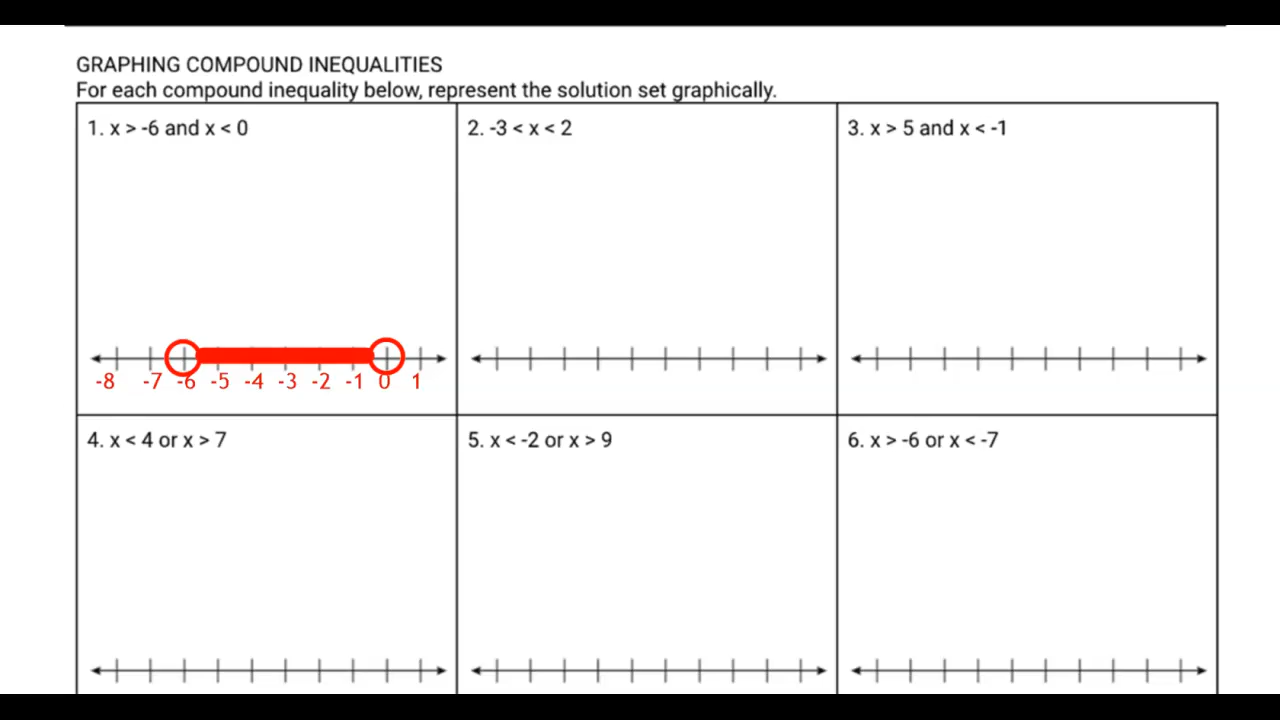 GRAPHING COMPOUND INEQUALITIES
For each compound inequality below, represent the solution set graphically.
1. x > -6 and x < 0
2. -3 < x < 2
3. x > 5 and x < -1
-8 -7 -6 -5 -4 -3 -2 -1 0 1
4. x < 4 or x > 7
5. x < -2 or x > 9
6. x > -6 or x < -7